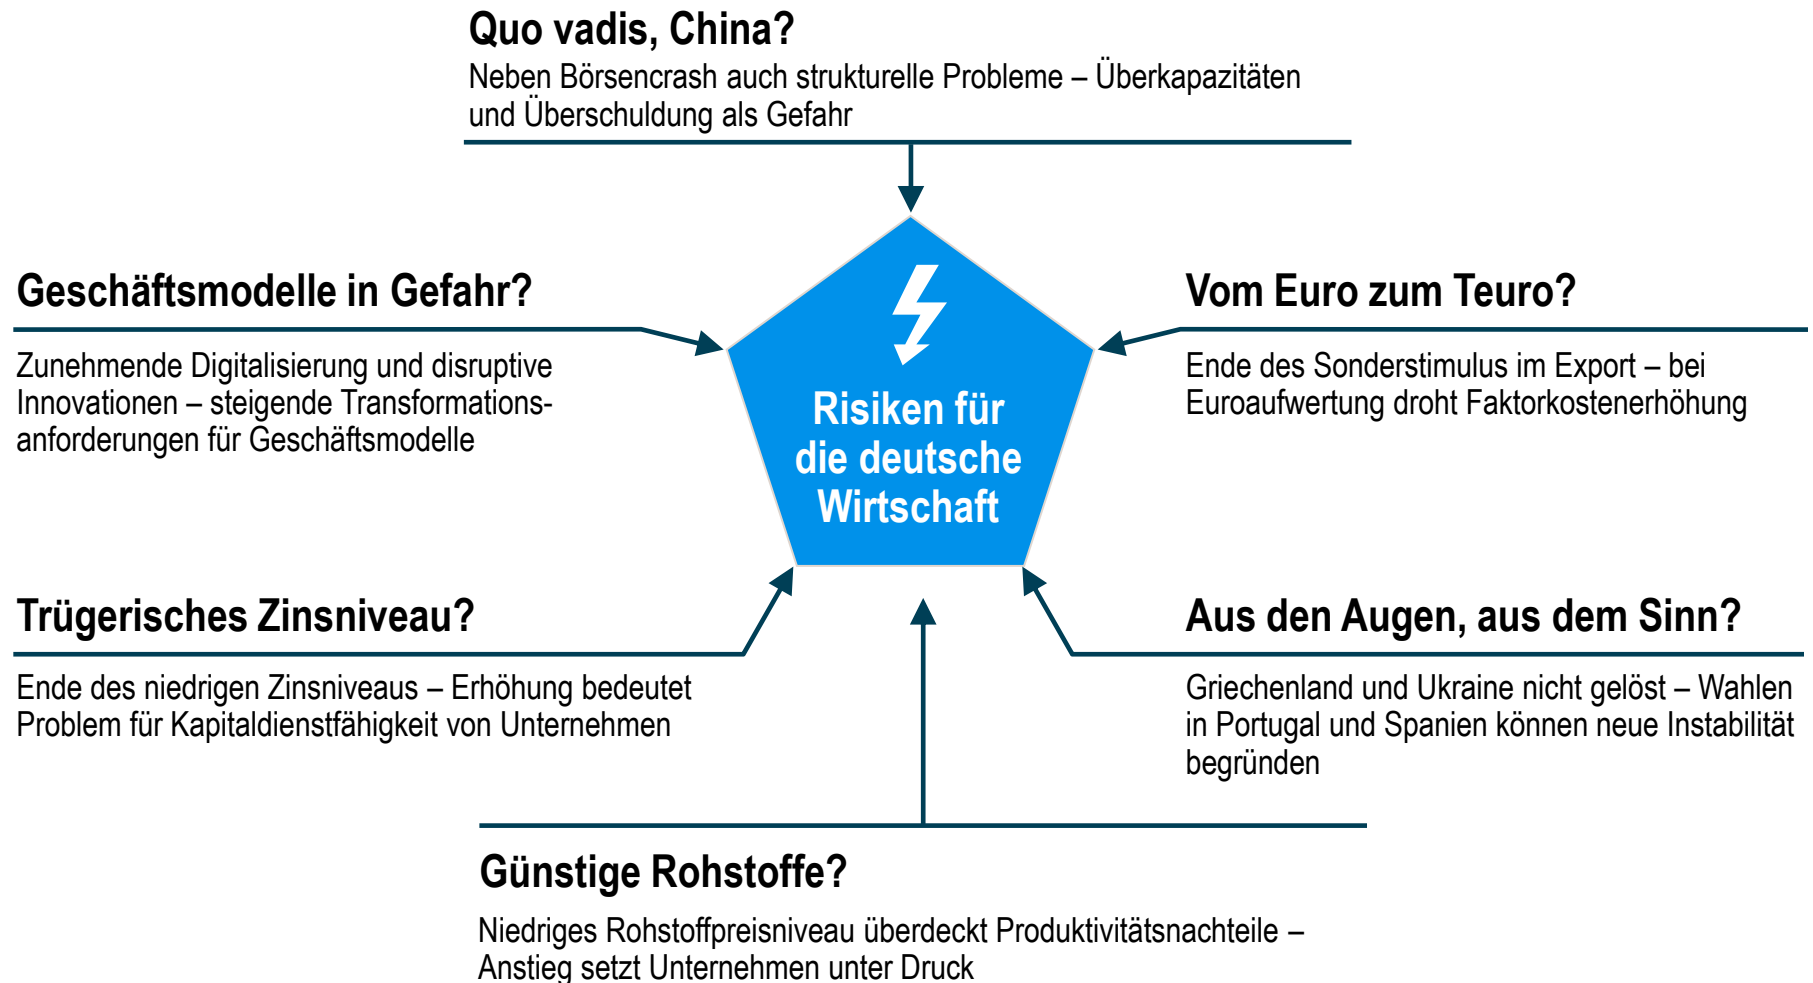 Quo vadis, China?
Neben Börsencrash auch strukturelle Probleme – Überkapazitäten
und Überschuldung als Gefahr
Geschäftsmodelle in Gefahr?
Zunehmende Digitalisierung und disruptive
Innovationen – steigende Transformations-
anforderungen für Geschäftsmodelle
Risiken für
die deutsche
Wirtschaft
Vom Euro zum Teuro?
Ende des Sonderstimulus im Export – bei
Euroaufwertung droht Faktorkostenerhöhung
Trügerisches Zinsniveau?
Ende des niedrigen Zinsniveaus – Erhöhung bedeutet
Problem für Kapitaldienstfähigkeit von Unternehmen
Aus den Augen, aus dem Sinn?
Griechenland und Ukraine nicht gelöst – Wahlen
in Portugal und Spanien können neue Instabilität
begründen
Günstige Rohstoffe?
Niedriges Rohstoffpreisniveau überdeckt Produktivitätsnachteile –
Anstieg setzt Unternehmen unter Druck